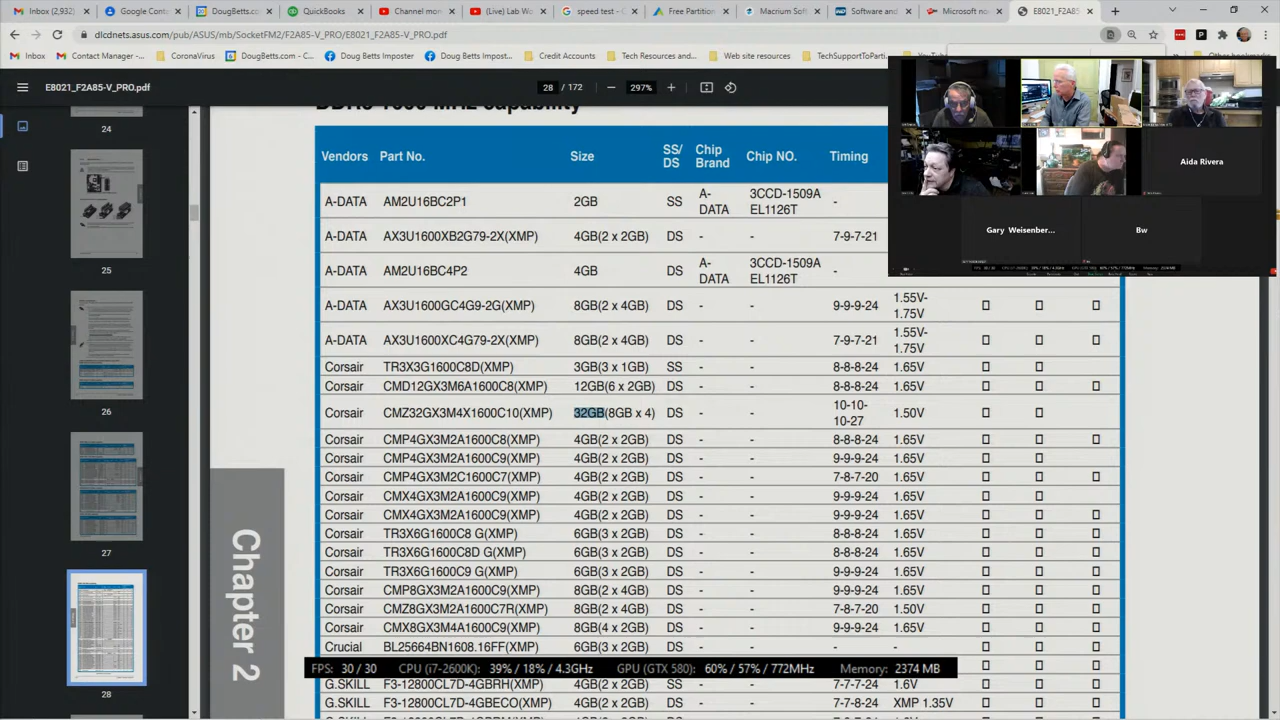 Inbox (2,932)
Google Conta
DougBetts.com - C
QuickBooks
Channel mon
(Live) Lab Wo
speed test - G
Free Partition
Macrium Soft
Software and
Microsoft no
E8021_F2A85
dlcdnets.asus.com/pub/ASUS/mb/SocketFM2/F2A85-V_PRO/E8021_F2A85-V_PRO.pdf
Inbox
Contact Manager -...
CoronaVirus
DougBetts.com - C...
Doug Betts Imposter
Doug Betts Imposter
Credit Accounts
Tech Resources
Website resources
TechSupportToParti...
Other bookmarks
E8021_F2A85-V_PRO.pdf
28 / 172
297%
24
25
26
27
28
Aida Rivera
Gary Weisenber...
Bw
Chapter 2
Vendors Part No. Size SS/ DS Chip Brand Chip NO. Timing
A-DATA AM2U16BC2P1 2GB SS A-DATA 3CCD-1509A EL1126T -
A-DATA AX3U1600XB2G79-2X(XMP) 4GB(2 x 2GB) DS - - 7-9-7-21
A-DATA AM2U16BC4P2 4GB DS A-DATA 3CCD-1509A EL1126T -
A-DATA AX3U1600GC4G9-2G(XMP) 8GB(2 x 4GB) DS - - 9-9-9-24 1.55V-1.75V
A-DATA AX3U1600XC4G79-2X(XMP) 8GB(2 x 4GB) DS - - 7-9-7-21 1.55V-1.75V
Corsair TR3X3G1600C8D(XMP) 3GB(3 x 1GB) SS - - 8-8-8-24 1.65V
Corsair CMD12GX3M6A1600C8(XMP) 12GB(6 x 2GB) DS - - 8-8-8-24 1.65V
Corsair CMZ32GX3M4X1600C10(XMP) 32GB(8GB x 4) DS - - 10-10-10-27 1.50V
Corsair CMP4GX3M2A1600C8(XMP) 4GB(2 x 2GB) DS - - 8-8-8-24 1.65V
Corsair CMP4GX3M2A1600C9(XMP) 4GB(2 x 2GB) DS - - 9-9-9-24 1.65V
Corsair CMP4GX3M2C1600C7(XMP) 4GB(2 x 2GB) DS - - 7-8-7-20 1.65V
Corsair CMX4GX3M2A1600C9(XMP) 4GB(2 x 2GB) DS - - 9-9-9-24 1.65V
Corsair CMX4GX3M2A1600C9(XMP) 4GB(2 x 2GB) DS - - 9-9-9-24 1.65V
Corsair TR3X6G1600C8 G(XMP) 6GB(3 x 2GB) DS - - 8-8-8-24 1.65V
Corsair TR3X6G1600C8D G(XMP) 6GB(3 x 2GB) DS - - 8-8-8-24 1.65V
Corsair TR3X6G1600C9 G(XMP) 6GB(3 x 2GB) DS - - 9-9-9-24 1.65V
Corsair CMP8GX3M2A1600C9(XMP) 8GB(2 x 4GB) DS - - 9-9-9-24 1.65V
Corsair CMZ8GX3M2A1600C7R(XMP) 8GB(2 x 4GB) DS - - 7-8-7-20 1.50V
Corsair CMX8GX3M4A1600C9(XMP) 8GB(4 x 2GB) DS - - 9-9-9-24 1.65V
Crucial BL25664BN1608.16FF(XMP) 6GB(3 x 2GB) DS - - - -
FPS: 30 / 30 CPU (i7-2600K): 39% / 18% / 4.3GHz GPU (GTX 580): 60% / 57% / 772MHz Memory: 2374 MB
G.SKILL F3-12800CL7D-4GBRH(XMP) 4GB(2 x 2GB) SS - - 7-7-7-24 1.6V
G.SKILL F3-12800CL7D-4GBECO(XMP) 4GB(2 x 2GB) DS - - 7-7-8-24 XMP 1.35V